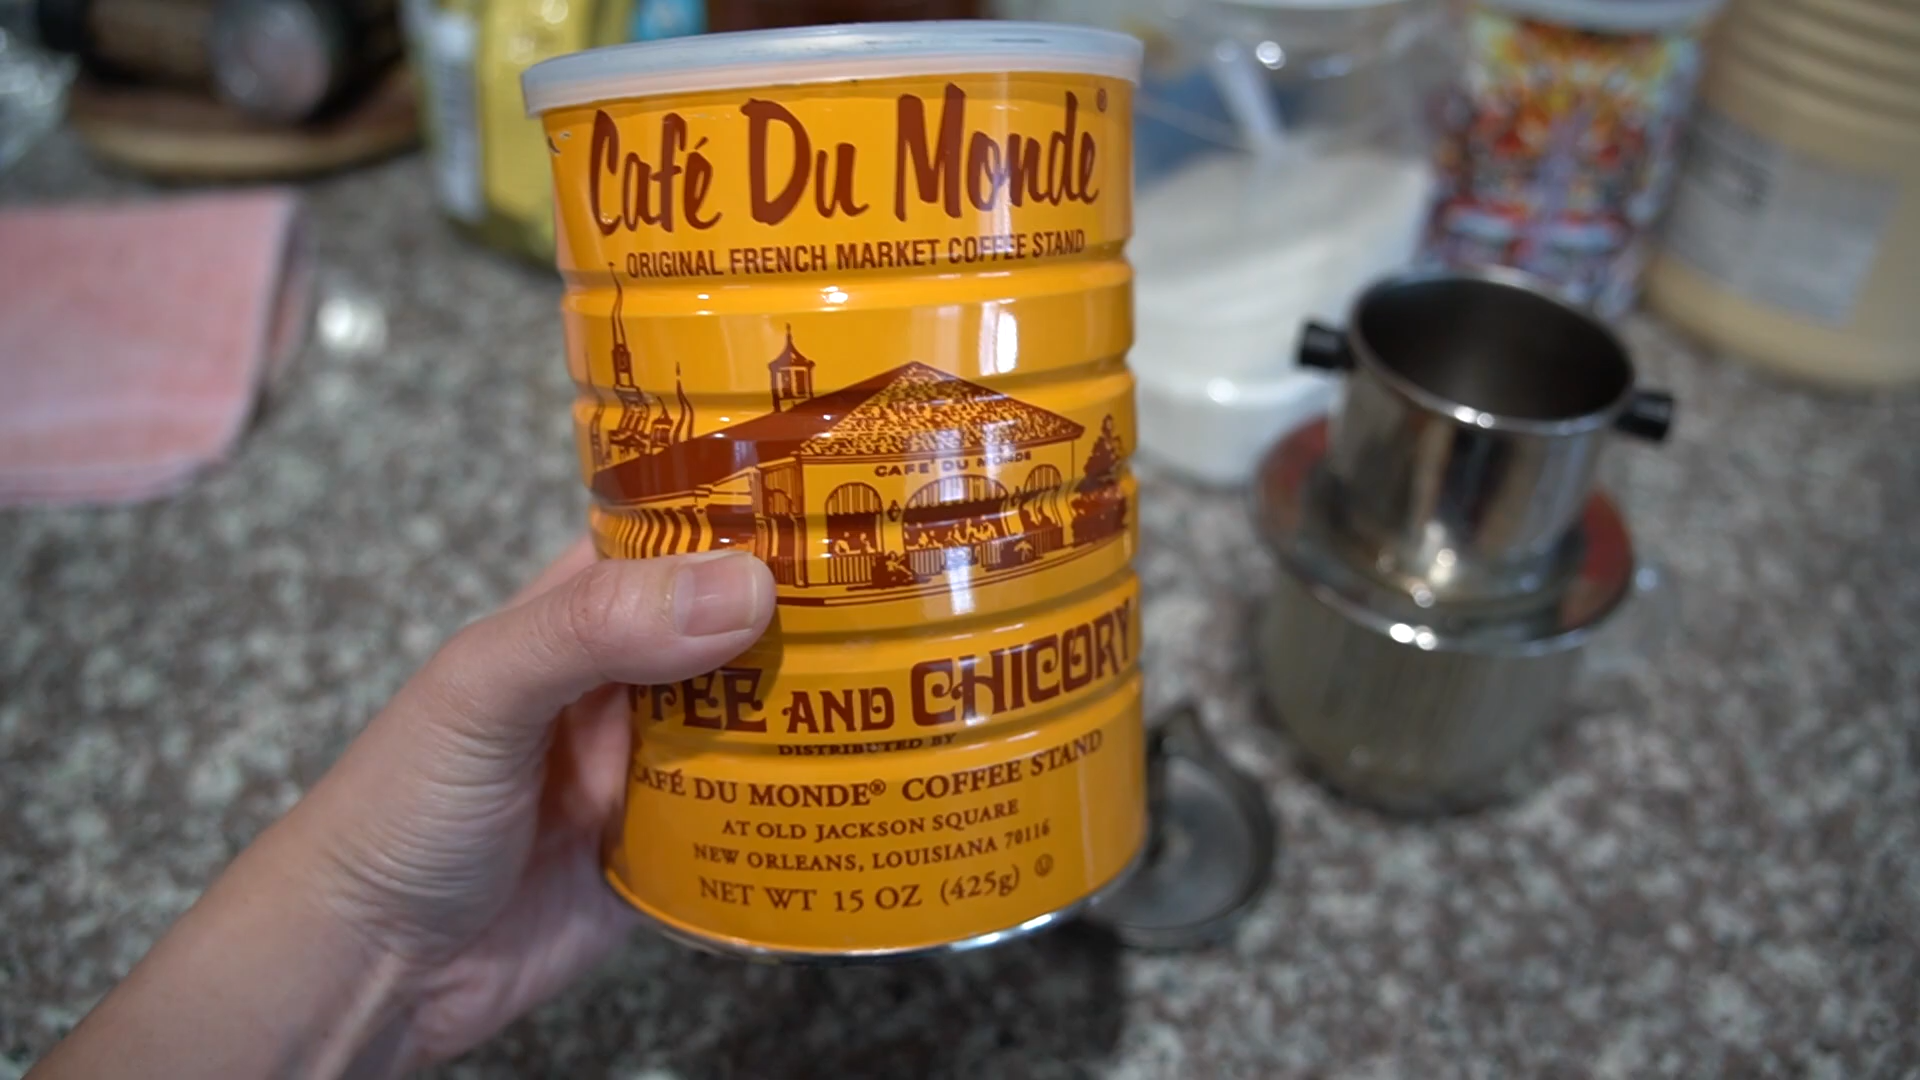 Café Du Monde®
ORIGINAL FRENCH MARKET COFFEE STAND
CAFE DU MONDE
FFEE AND CHICORY
DISTRIBUTED BY
CAFÉ DU MONDE® COFFEE STAND
AT OLD JACKSON SQUARE
NEW ORLEANS, LOUISIANA 70116
NET WT 15 OZ (425g) U